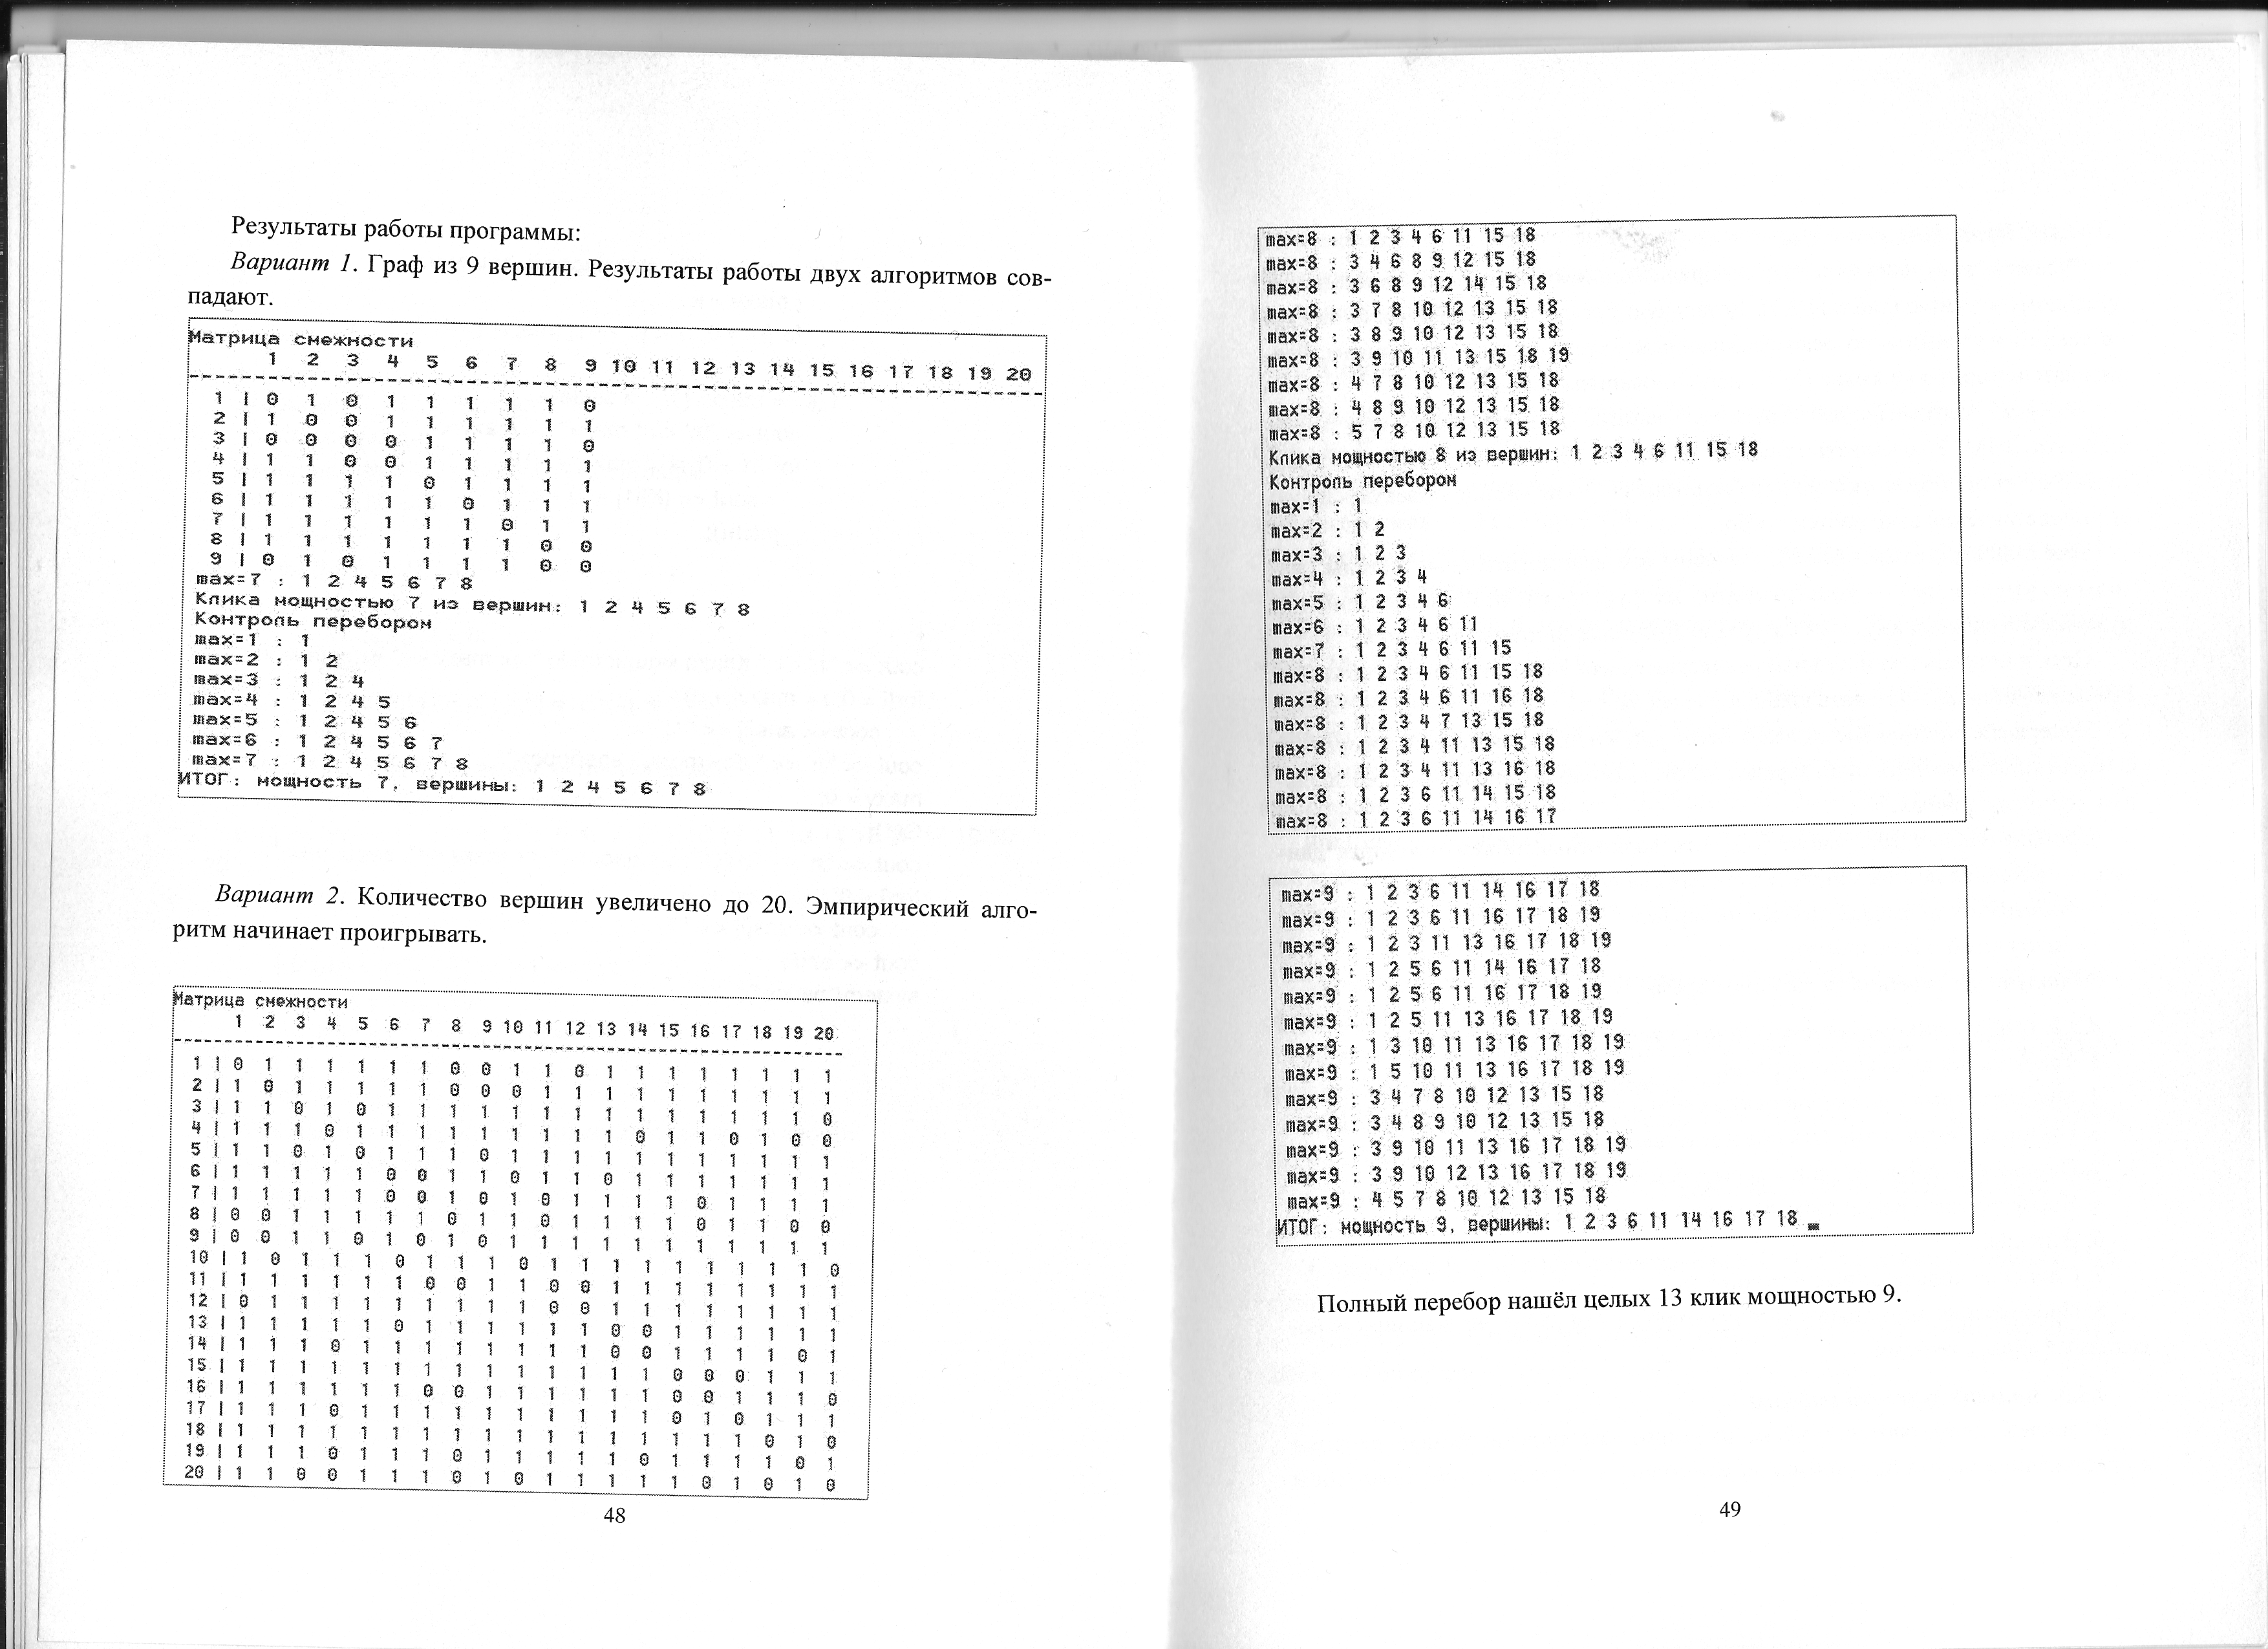 Результаты работы программы:
Вариант 1. Граф из 9 вершин. Результаты работы двух алгоритмов сов-
падают.
Матрица смежности
1 2 3 4 5 6 7 8 9 10 11 12 13 14 15 16 17 18 19 20
1 | 0 1 0 1 1 1 1 1 0
2 | 1 0 0 1 1 1 1 1 1
3 | 0 0 0 0 1 1 1 1 0
4 | 1 1 0 0 1 1 1 1 1
5 | 1 1 1 1 0 1 1 1 1
6 | 1 1 1 1 1 0 1 1 1
7 | 1 1 1 1 1 1 0 1 1
8 | 1 1 1 1 1 1 1 0 0
9 | 0 1 0 1 1 1 1 0 0
max=7 : 1 2 4 5 6 7 8
Клика мощностью 7 из вершин: 1 2 4 5 6 7 8
Контроль перебором
max=1 : 1
max=2 : 1 2
max=3 : 1 2 4
max=4 : 1 2 4 5
max=5 : 1 2 4 5 6
max=6 : 1 2 4 5 6 7
max=7 : 1 2 4 5 6 7 8
ИТОГ: мощность 7, вершины: 1 2 4 5 6 7 8
Вариант 2. Количество вершин увеличено до 20. Эмпирический алго-
ритм начинает проигрывать.
Матрица смежности
1 2 3 4 5 6 7 8 9 10 11 12 13 14 15 16 17 18 19 20
1 | 0 1 1 1 1 1 1 0 0 1 1 0 1 1 1 1 1 1 1 1
2 | 1 0 1 1 1 1 1 0 0 0 1 1 1 1 1 1 1 1 1 1
3 | 1 1 0 1 0 1 1 1 1 1 1 1 1 1 1 1 1 1 1 0
4 | 1 1 1 0 1 1 1 1 1 1 1 1 1 0 1 1 0 1 0 0
5 | 1 1 0 1 0 1 1 1 0 1 1 1 1 1 1 1 1 1 1 1
6 | 1 1 1 1 1 0 0 1 1 0 1 1 0 1 1 1 1 1 1 1
7 | 1 1 1 1 1 0 0 1 0 1 0 1 1 1 1 0 1 1 1 1
8 | 0 0 1 1 1 1 1 0 1 1 0 1 1 1 1 0 1 1 0 0
9 | 0 0 1 1 0 1 0 1 0 1 1 1 1 1 1 1 1 1 1 1
10 | 1 0 1 1 1 0 1 1 1 0 1 1 1 1 1 1 1 1 1 0
11 | 1 1 1 1 1 1 0 0 1 1 0 0 1 1 1 1 1 1 1 1
12 | 0 1 1 1 1 1 1 1 1 1 0 0 1 1 1 1 1 1 1 1
13 | 1 1 1 1 1 0 1 1 1 1 1 1 0 0 1 1 1 1 1 1
14 | 1 1 1 0 1 1 1 1 1 1 1 1 0 0 1 1 1 1 0 1
15 | 1 1 1 1 1 1 1 1 1 1 1 1 1 1 0 0 0 1 1 1
16 | 1 1 1 1 1 1 0 0 1 1 1 1 1 1 0 0 1 1 1 0
17 | 1 1 1 0 1 1 1 1 1 1 1 1 1 1 0 1 0 1 1 1
18 | 1 1 1 1 1 1 1 1 1 1 1 1 1 1 1 1 1 0 1 0
19 | 1 1 1 0 1 1 1 0 1 1 1 1 1 0 1 1 1 1 0 1
20 | 1 1 0 0 1 1 1 0 1 0 1 1 1 1 1 0 1 0 1 0
48
max=8 : 1 2 3 4 6 11 15 18
max=8 : 3 4 6 8 9 12 15 18
max=8 : 3 6 8 9 12 14 15 18
max=8 : 3 7 8 10 12 13 15 18
max=8 : 3 8 9 10 12 13 15 18
max=8 : 3 9 10 11 13 15 18 19
max=8 : 4 7 8 10 12 13 15 18
max=8 : 4 8 9 10 12 13 15 18
max=8 : 5 7 8 10 12 13 15 18
Клика мощностью 8 из вершин: 1 2 3 4 6 11 15 18
Контроль перебором
max=1 : 1
max=2 : 1 2
max=3 : 1 2 3
max=4 : 1 2 3 4
max=5 : 1 2 3 4 6
max=6 : 1 2 3 4 6 11
max=7 : 1 2 3 4 6 11 15
max=8 : 1 2 3 4 6 11 15 18
max=8 : 1 2 3 4 6 11 16 18
max=8 : 1 2 3 4 7 13 15 18
max=8 : 1 2 3 4 11 13 15 18
max=8 : 1 2 3 4 11 13 16 18
max=8 : 1 2 3 6 11 14 15 18
max=8 : 1 2 3 6 11 14 16 17
max=9 : 1 2 3 6 11 14 16 17 18
max=9 : 1 2 3 6 11 16 17 18 19
max=9 : 1 2 3 11 13 16 17 18 19
max=9 : 1 2 5 6 11 14 16 17 18
max=9 : 1 2 5 6 11 16 17 18 19
max=9 : 1 2 5 11 13 16 17 18 19
max=9 : 1 3 10 11 13 16 17 18 19
max=9 : 1 5 10 11 13 16 17 18 19
max=9 : 3 4 7 8 10 12 13 15 18
max=9 : 3 4 8 9 10 12 13 15 18
max=9 : 3 9 10 11 13 16 17 18 19
max=9 : 3 9 10 12 13 16 17 18 19
max=9 : 4 5 7 8 10 12 13 15 18
ИТОГ: мощность 9, вершины: 1 2 3 6 11 14 16 17 18
Полный перебор нашёл целых 13 клик мощностью 9.
49